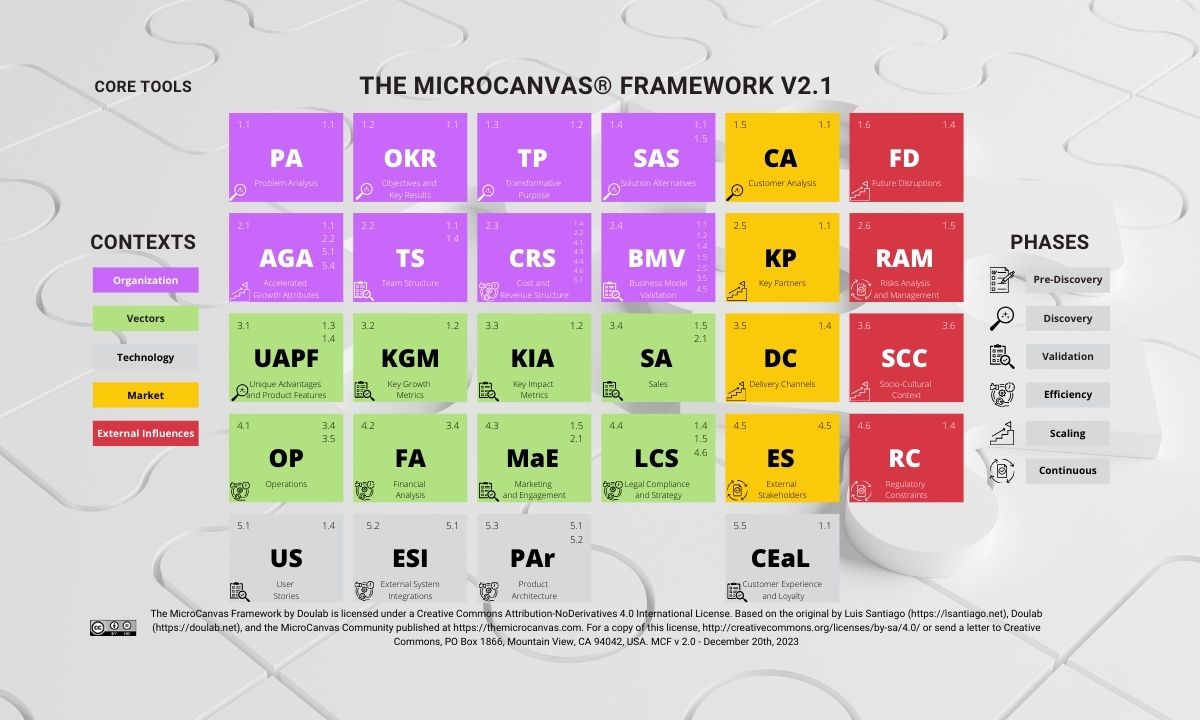 CORE TOOLS
THE MICROCANVAS® FRAMEWORK V2.1
1.1 1.1
PA
Problem Analysis
1.2 1.1
OKR
Objectives and
Key Results
1.3 1.2
TP
Transformative
Purpose
1.4 1.1
1.5
SAS
Solution Alternatives
1.5 1.1
CA
Customer Analysis
1.6 1.4
FD
Future Disruptions
2.1 1.1
2.2
5.1
5.4
AGA
Accelerated
Growth Attributes
2.2 1.1
1.4
TS
Team Structure
2.3 1.4
2.2
4.1
4.3
4.4
4.6
5.1
CRS
Cost and
Revenue Structure
2.4 1.1
1.2
1.4
1.5
2.5
3.5
4.5
BMV
Business Model
Validation
2.5 1.1
KP
Key Partners
2.6 1.5
RAM
Risks Analysis
and Management
3.1 1.3
1.4
UAPF
Unique Advantages
and Product Features
3.2 1.2
KGM
Key Growth
Metrics
3.3 1.2
KIA
Key Impact
Metrics
3.4 1.5
2.1
SA
Sales
3.5 1.4
DC
Delivery Channels
3.6 3.6
SCC
Socio-Cultural
Context
4.1 3.4
3.5
OP
Operations
4.2 3.4
FA
Financial
Analysis
4.3 1.5
2.1
MaE
Marketing
and Engagement
4.4 1.4
1.5
4.6
LCS
Legal Compliance
and Strategy
4.5 4.5
ES
External
Stakeholders
4.6 1.4
RC
Regulatory
Constraints
5.1 1.4
US
User
Stories
5.2 5.1
ESI
External System
Integrations
5.3 5.1
5.2
PAr
Product
Architecture
5.5 1.1
CEaL
Customer Experience
and Loyalty
CONTEXTS
Organization
Vectors
Technology
Market
External Influences
PHASES
Pre-Discovery
Discovery
Validation
Efficiency
Scaling
Continuous
CC BY ND
The MicroCanvas Framework by Doulab is licensed under a Creative Commons Attribution-NoDerivatives 4.0 International License. Based on the original by Luis Santiago (https://lsantiago.net), Doulab
(https://doulab.net), and the MicroCanvas Community published at https://themicrocanvas.com. For a copy of this license, http://creativecommons.org/licenses/by-sa/4.0/ or send a letter to Creative
Commons, PO Box 1866, Mountain View, CA 94042, USA. MCF v 2.0 - December 20th, 2023